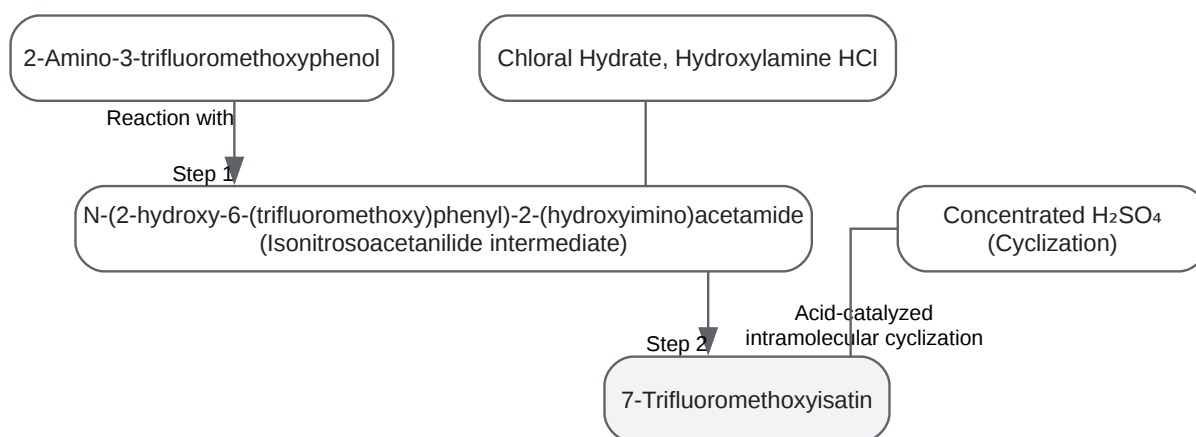 2-Amino-3-trifluoromethoxyphenol
Chloral Hydrate, Hydroxylamine HCl
Reaction with
Step 1
N-(2-hydroxy-6-(trifluoromethoxy)phenyl)-2-(hydroxyimino)acetamide
(Isonitrosoacetanilide intermediate)
Concentrated H₂SO₄
(Cyclization)
Acid-catalyzed
intramolecular cyclization
Step 2
7-Trifluoromethoxyisatin